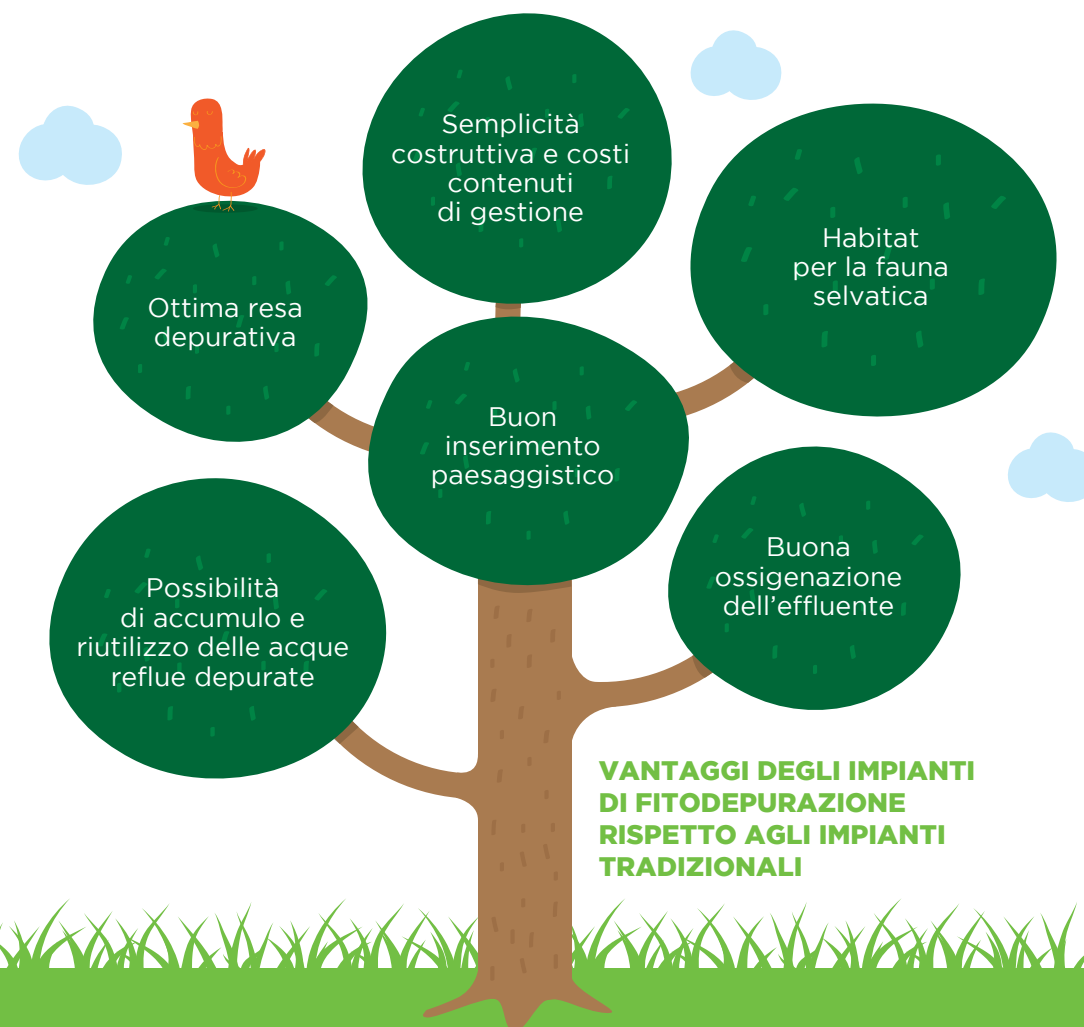 Semplicità
costruttiva e costi
contenuti
di gestione
Habitat
per la fauna
selvatica
Ottima resa
depurativa
Buon
inserimento
paesaggistico
Buona
ossigenazione
dell'effluente
Possibilità
di accumulo e
riutilizzo delle acque
reflue depurate
VANTAGGI DEGLI IMPIANTI
DI FITODEPURAZIONE
RISPETTO AGLI IMPIANTI
TRADIZIONALI